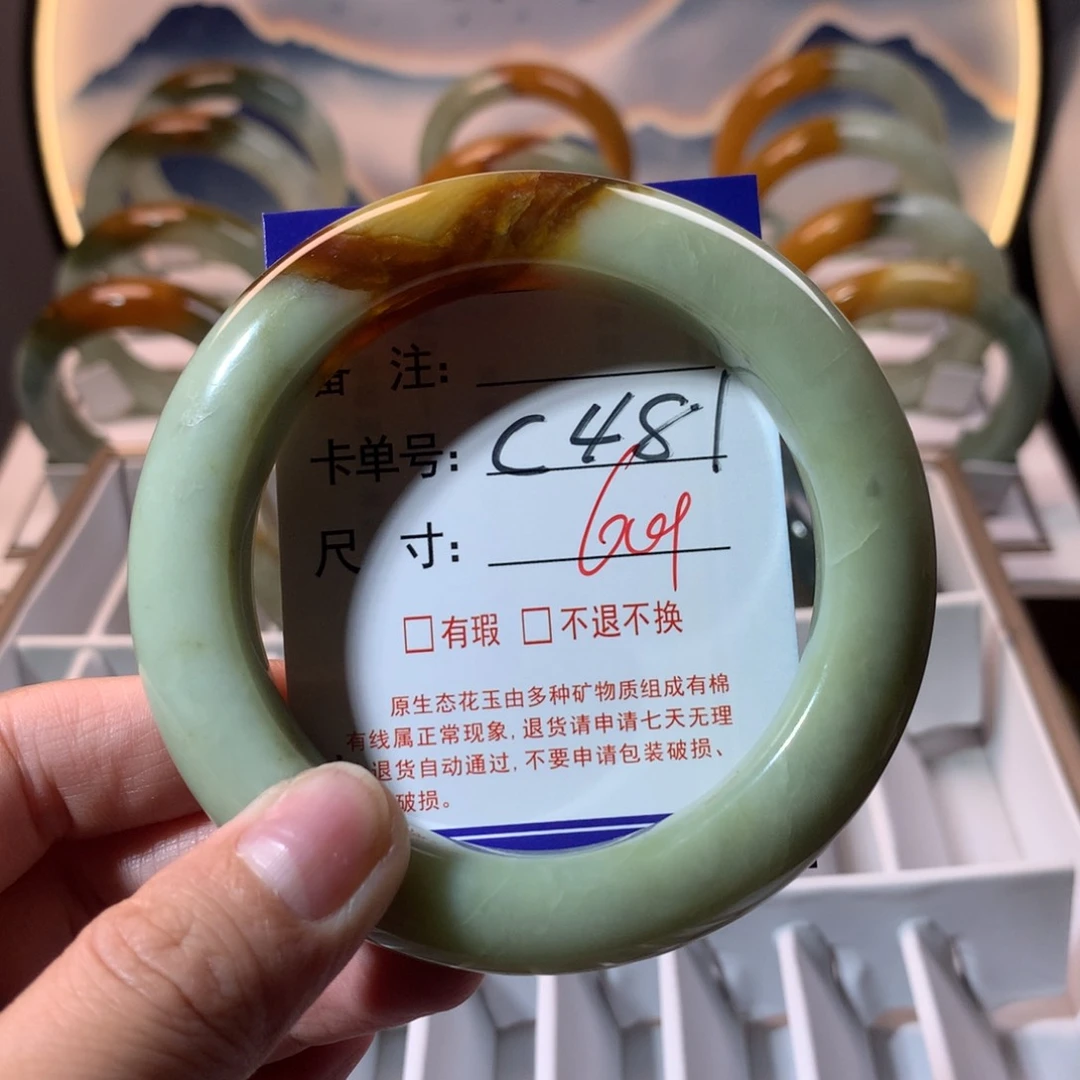 备 注:
卡单号: C481
尺 寸:
□有瑕 □不退不换
原生态花玉由多种矿物质组成有棉
有线属正常现象, 退货请申请七天无理
退货自动通过, 不要申请包装破损、
破损。